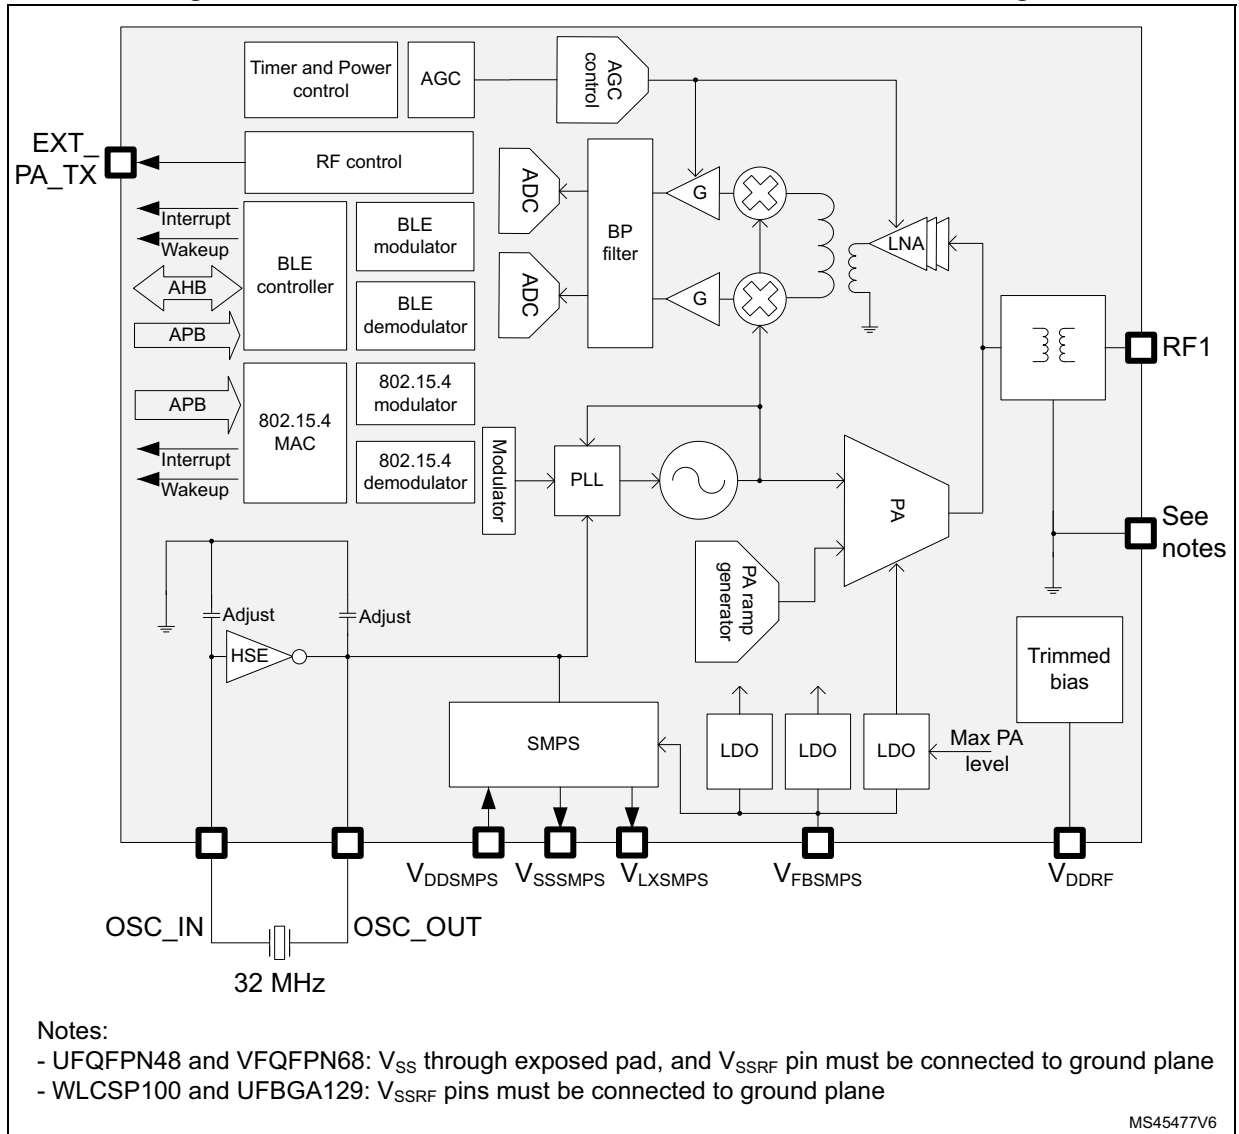 Timer and Power
control
AGC
AGC
control
EXT_
PA_TX
RF control
ADC
ADC
BP
filter
G
G
LNA
Interrupt
Wakeup
AHB
APB
BLE
controller
BLE
modulator
BLE
demodulator
RF1
APB
Interrupt
Wakeup
802.15.4
MAC
802.15.4
modulator
802.15.4
demodulator
Modulator
PLL
PA
See
notes
PA ramp
generator
Adjust
Adjust
HSE
Trimmed
bias
SMPS
LDO
LDO
LDO
Max PA
level
VDDSMPS
VSSSMPS
VLXSMPS
VFBSMPS
VDDRF
OSC_IN
OSC_OUT
32 MHz
Notes:
- UFQFPN48 and VFQFPN68: VSS through exposed pad, and VSSRF pin must be connected to ground plane
- WLCSP100 and UFBGA129: VSSRF pins must be connected to ground plane
MS45477V6